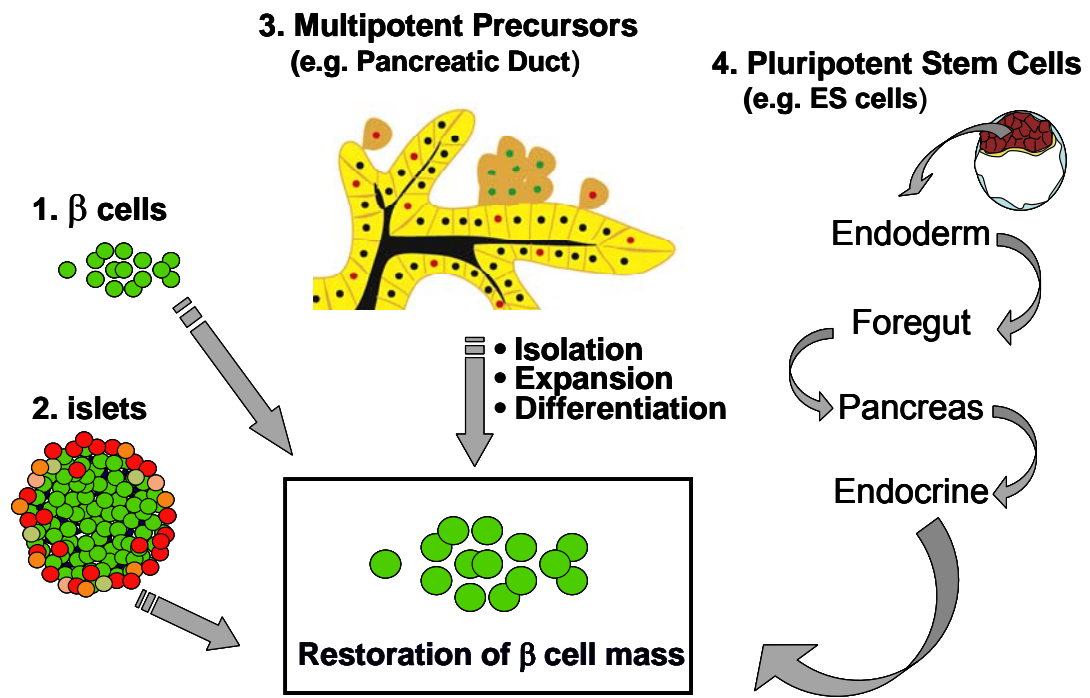 3. Multipotent Precursors
(e.g. Pancreatic Duct)
4. Pluripotent Stem Cells
(e.g. ES cells)
1. β cells
Endoderm
Foregut
• Isolation
• Expansion
• Differentiation
2. islets
Pancreas
Endocrine
Restoration of β cell mass